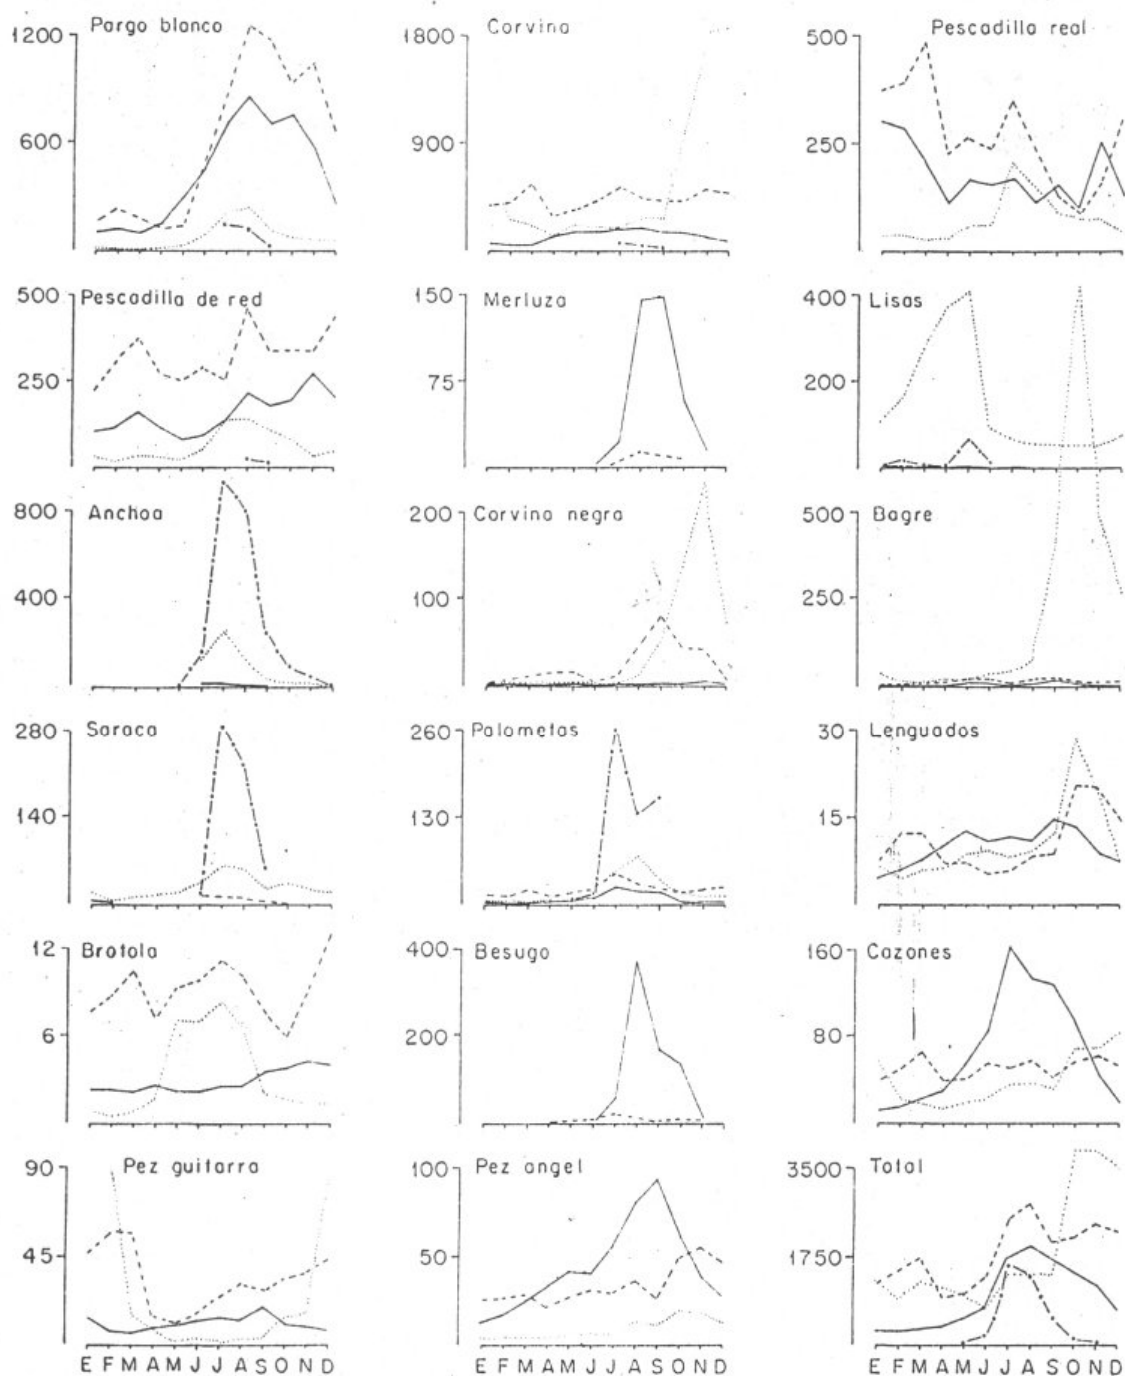 Pargo blanco
1200
600
Corvina
1800
900
Pescadilla real
500
250
Pescadilla de red
500
250
Merluza
150
75
Lisas
400
200
Anchoa
800
400
Corvina negra
200
100
Bagre
500
250
Saraca
280
140
Palometas
260
130
Lenguados
30
15
Brotola
12
6
Besugo
400
200
Cazones
160
80
Pez guitarra
90
45
Pez angel
100
50
Total
3500
1750
E F M A M J J A S O N D
E F M A M J J A S O N D
E F M A M J J A S O N D